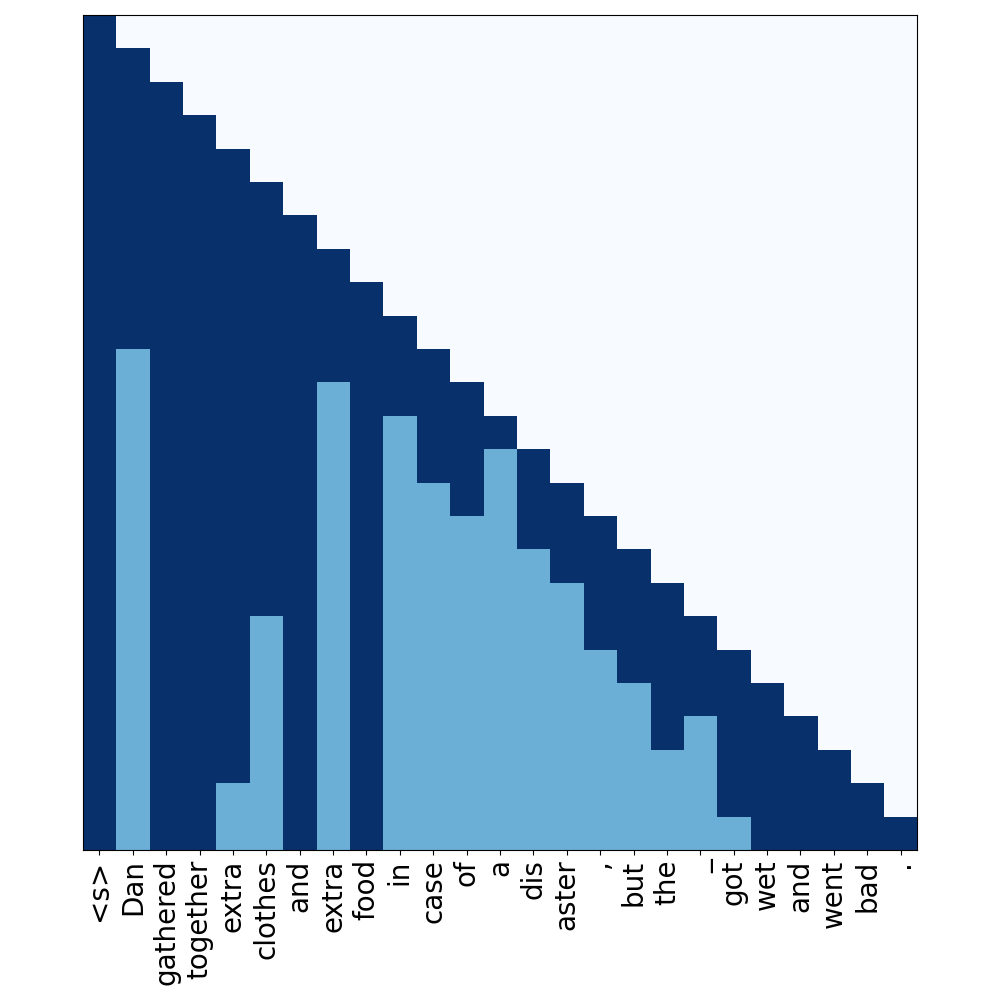 <s> Dan gathered together extra clothes and extra food in case of a dis aster , but the _ got wet and went bad .